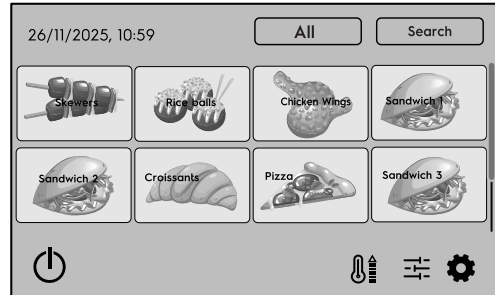 26/11/2025, 10:59
All
Search
Skewers
Rice balls
Chicken Wings
Sandwich 1
Sandwich 2
Croissants
Pizza
Sandwich 3